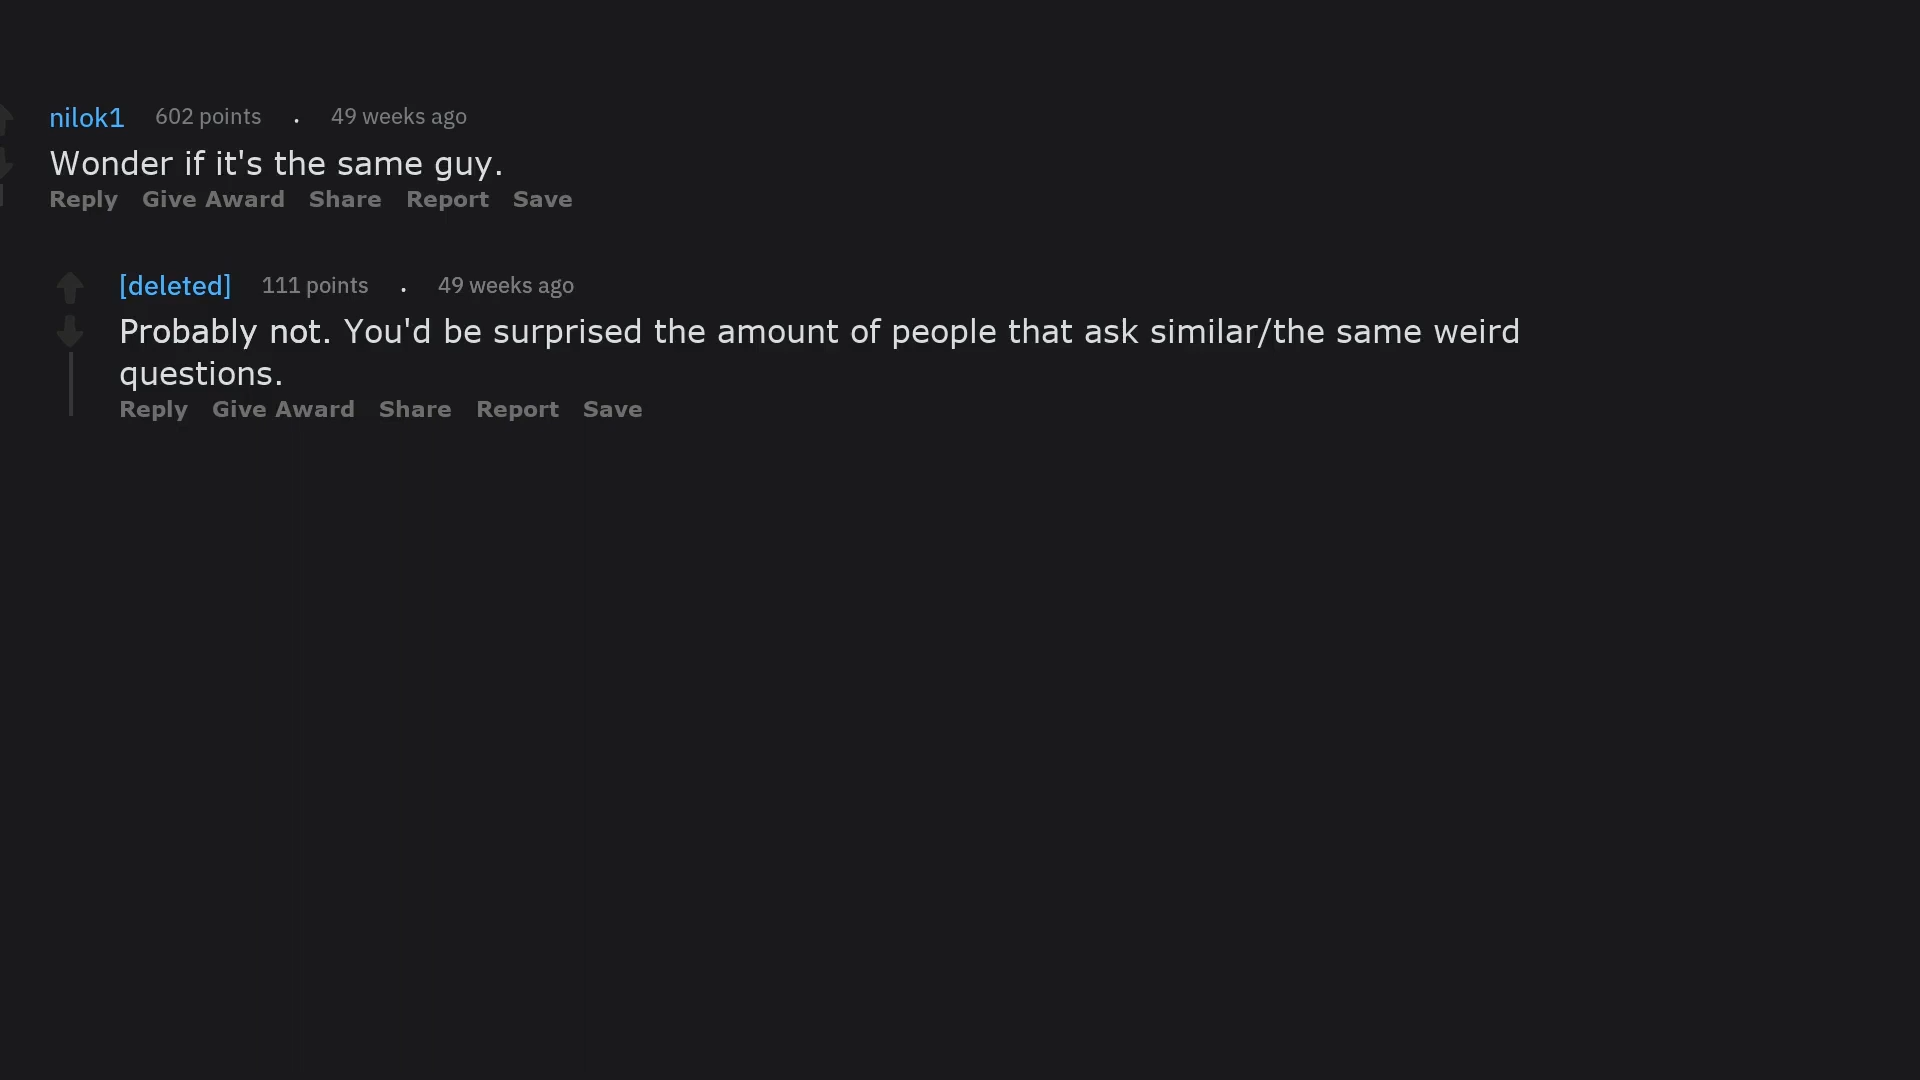 nilok1 602 points . 49 weeks ago
Wonder if it's the same guy.
Reply Give Award Share Report Save
[deleted] 111 points . 49 weeks ago
Probably not. You'd be surprised the amount of people that ask similar/the same weird
questions.
Reply Give Award Share Report Save